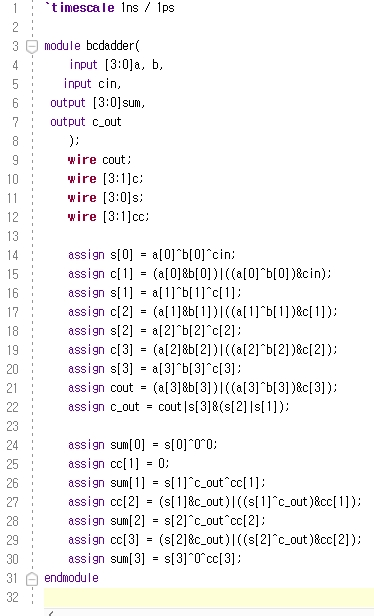 1 `timescale 1ns / 1ps
2
3 module bcdadder(
4 input [3:0]a, b,
5 input cin,
6 output [3:0]sum,
7 output c_out
8 );
9 wire cout;
10 wire [3:1]c;
11 wire [3:0]s;
12 wire [3:1]cc;
13
14 assign s[0] = a[0]^b[0]^cin;
15 assign c[1] = (a[0]&b[0])|((a[0]^b[0])&cin);
16 assign s[1] = a[1]^b[1]^c[1];
17 assign c[2] = (a[1]&b[1])|((a[1]^b[1])&c[1]);
18 assign s[2] = a[2]^b[2]^c[2];
19 assign c[3] = (a[2]&b[2])|((a[2]^b[2])&c[2]);
20 assign s[3] = a[3]^b[3]^c[3];
21 assign cout = (a[3]&b[3])|((a[3]^b[3])&c[3]);
22 assign c_out = cout|s[3]&(s[2]|s[1]);
23
24 assign sum[0] = s[0]^0^0;
25 assign cc[1] = 0;
26 assign sum[1] = s[1]^c_out^cc[1];
27 assign cc[2] = (s[1]&c_out)|((s[1]^c_out)&cc[1]);
28 assign sum[2] = s[2]^c_out^cc[2];
29 assign cc[3] = (s[2]&c_out)|((s[2]^c_out)&cc[2]);
30 assign sum[3] = s[3]^0^cc[3];
31 endmodule
32